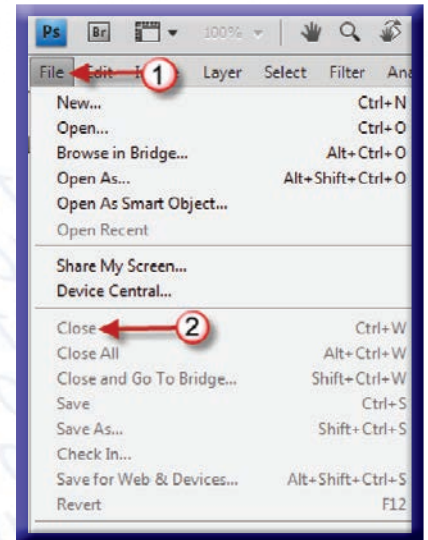 Ps Br 100%
File Edit Layer Select Filter
1
New... Ctrl+N
Open... Ctrl+O
Browse in Bridge... Alt+Ctrl+O
Open As... Alt+Shift+Ctrl+O
Open As Smart Object...
Open Recent
Share My Screen...
Device Central...
Close Ctrl+W
2
Close All Alt+Ctrl+W
Close and Go To Bridge... Shift+Ctrl+W
Save Ctrl+S
Save As... Shift+Ctrl+S
Check In...
Save for Web & Devices... Alt+Shift+Ctrl+S
Revert F12